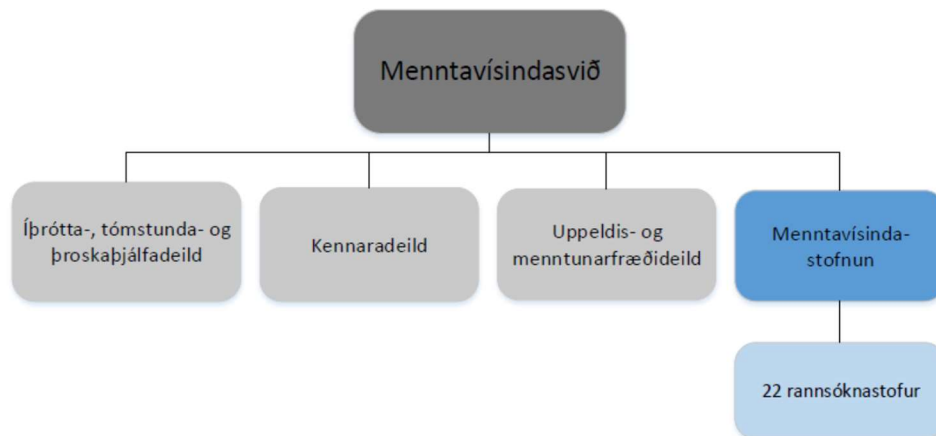 Menntavísindasvið
Íþrótta-, tómstunda- og
þroskaþjálfadeild
Kennaradeild
Uppeldis- og
menntunarfræðideild
Menntavísinda-
stofnun
22 rannsóknastofur